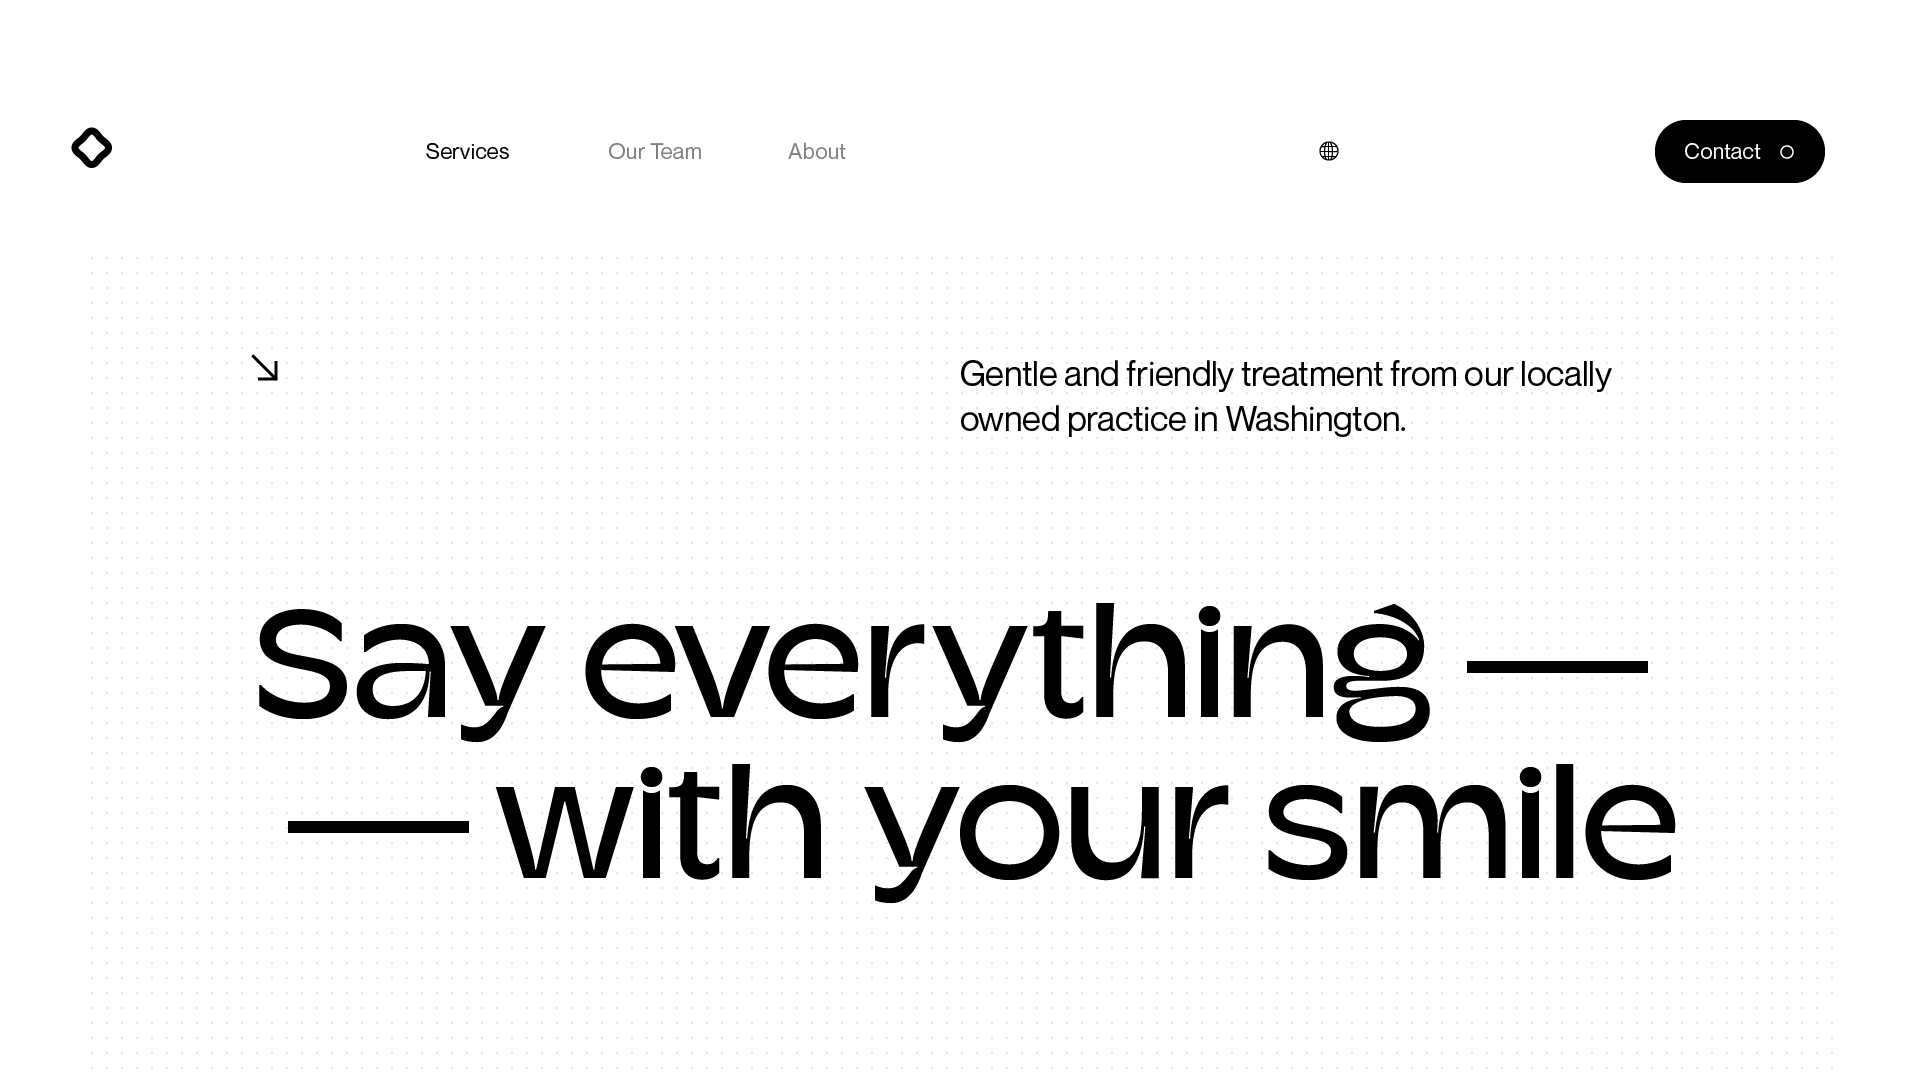 Services
Our Team
About
Contact
Gentle and friendly treatment from our locally
owned practice in Washington.
Say everything —
— with your smile